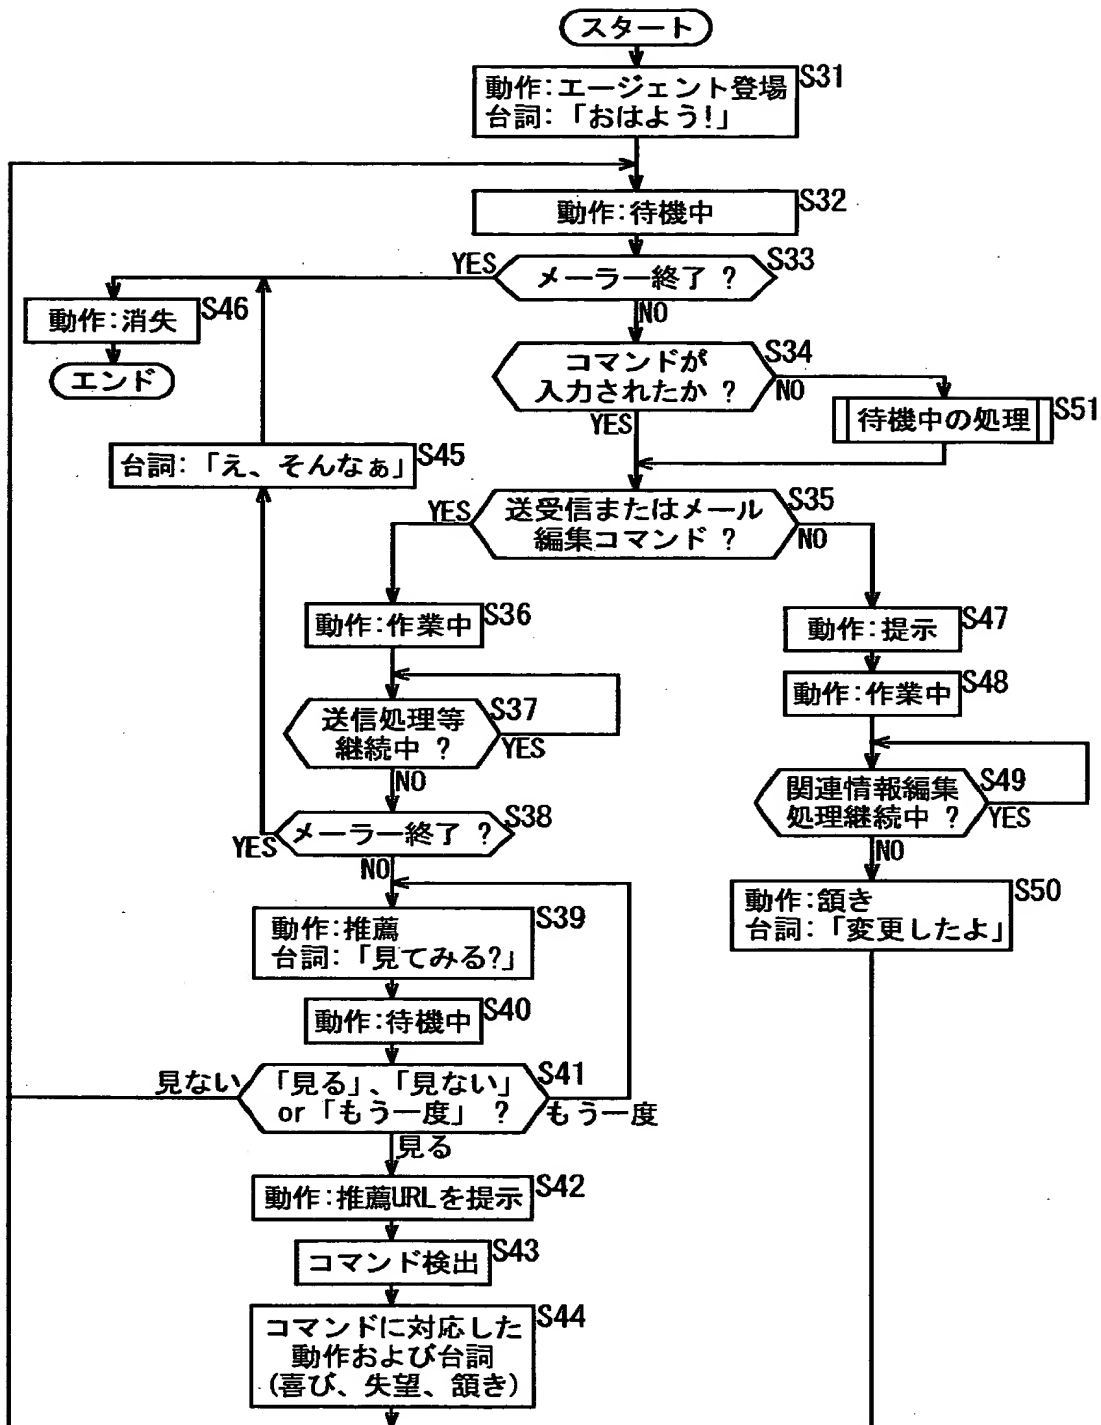 スタート
動作:エージェント登場
台詞:「おはよう!」
S31
動作:待機中
S32
メーラー終了 ?
S33
YES
NO
動作:消失
S46
エンド
コマンドが
入力されたか ?
S34
NO
YES
待機中の処理
S51
台詞:「え、そんなぁ」
S45
送受信またはメール
編集コマンド ?
S35
YES
NO
動作:作業中
S36
動作:提示
S47
動作:作業中
S48
送信処理等
継続中 ?
S37
YES
NO
関連情報編集
処理継続中 ?
S49
YES
NO
メーラー終了 ?
S38
YES
NO
動作:頷き
台詞:「変更したよ」
S50
動作:推薦
台詞:「見てみる?」
S39
動作:待機中
S40
「見る」、「見ない」
or「もう一度」 ?
S41
見ない
もう一度
見る
動作:推薦URLを提示
S42
コマンド検出
S43
コマンドに対応した
動作および台詞
(喜び、失望、頷き)
S44